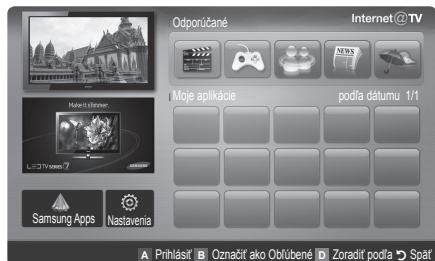 Internet@TV
Odporúčané
NEWS
Moje aplikácie podľa dátumu 1/1
Make it slimmer.
LED TV SERIES 7
SAMSUNG
Samsung Apps
Nastavenia
A Prihlásiť B Označiť ako Obľúbené D Zoradiť podľa Späť